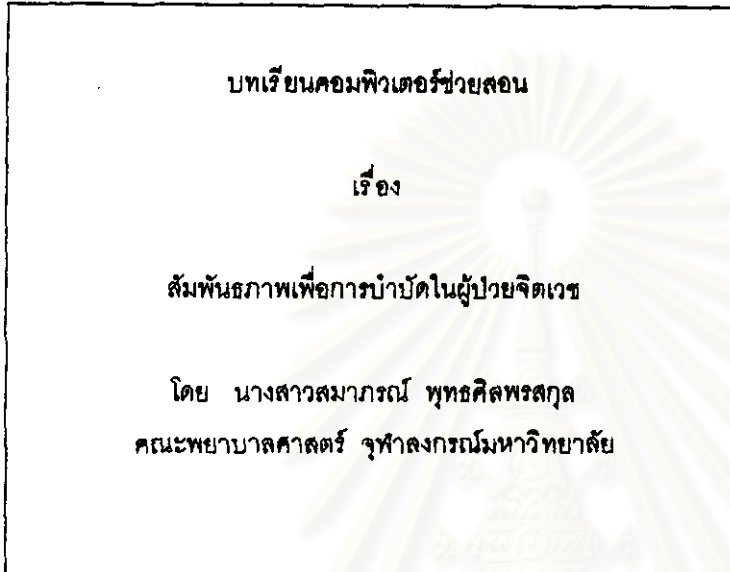 บทเรียนคอมพิวเตอร์ช่วยสอน
เรื่อง
สัมพันธภาพเพื่อการบำบัดในผู้ป่วยจิตเวช
โดย นางสาวสมาภรณ์ พุทธศิลพรสกุล
คณะพยาบาลศาสตร์ จุฬาลงกรณ์มหาวิทยาลัย